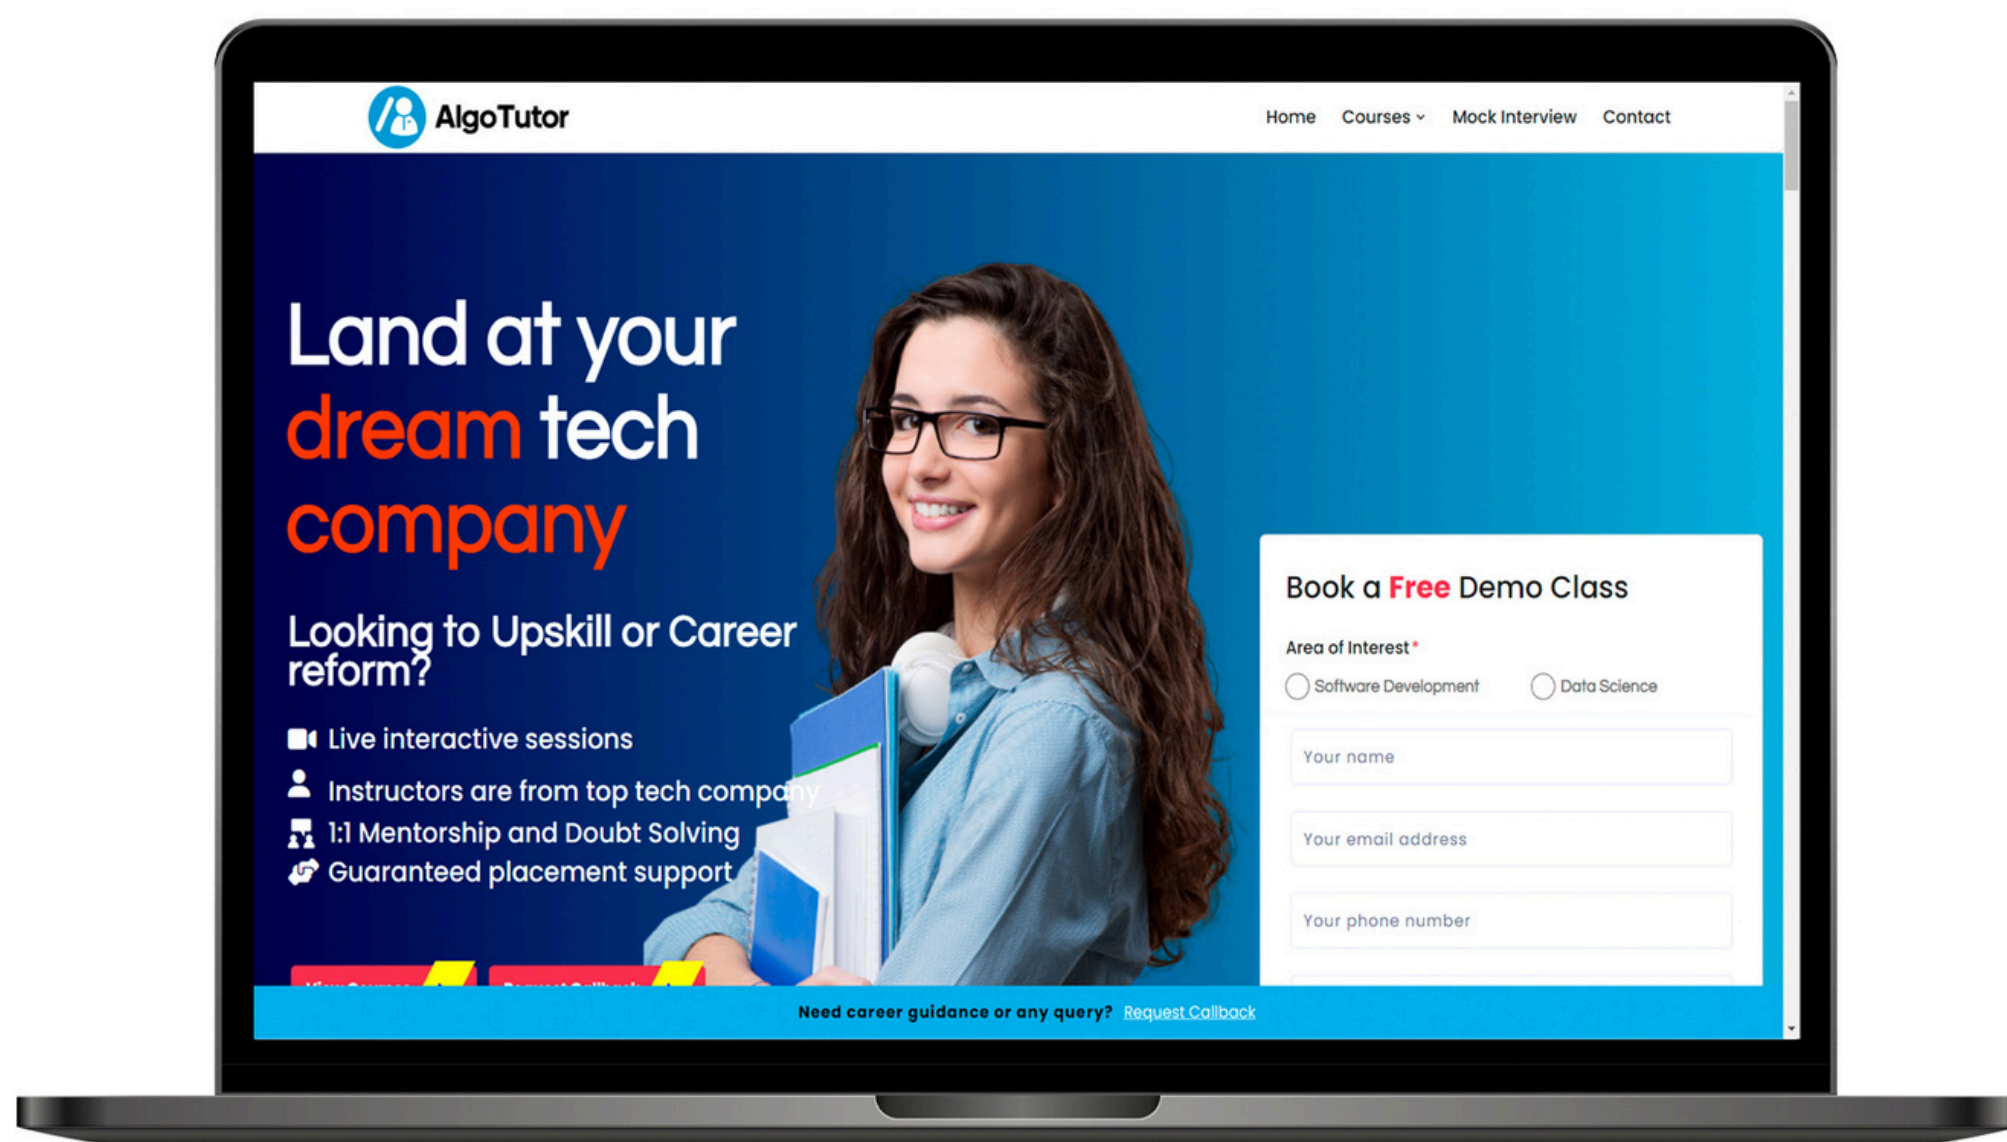 AlgoTutor
Home Courses Mock Interview Contact
Land at your
dream tech
company
Looking to Upskill or Career
reform?
Live interactive sessions
Instructors are from top tech company
1:1 Mentorship and Doubt Solving
Guaranteed placement support
Book a Free Demo Class
Area of Interest*
Software Development Data Science
Your name
Your email address
Your phone number
Need career guidance or any query? Request Callback